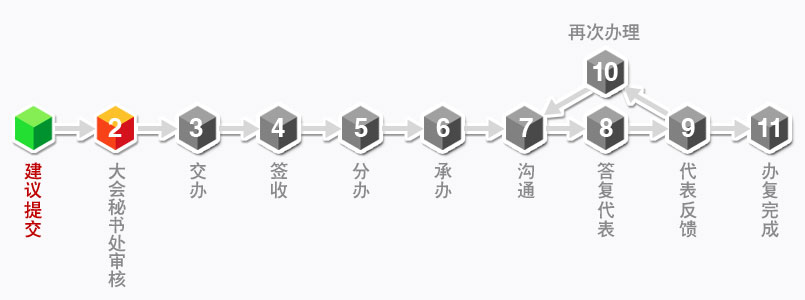 再次办理
10
2
3
4
5
6
7
8
9
11
建议提交
大会秘书处审核
交办
签收
分办
承办
沟通
答复代表
代表反馈
办复完成